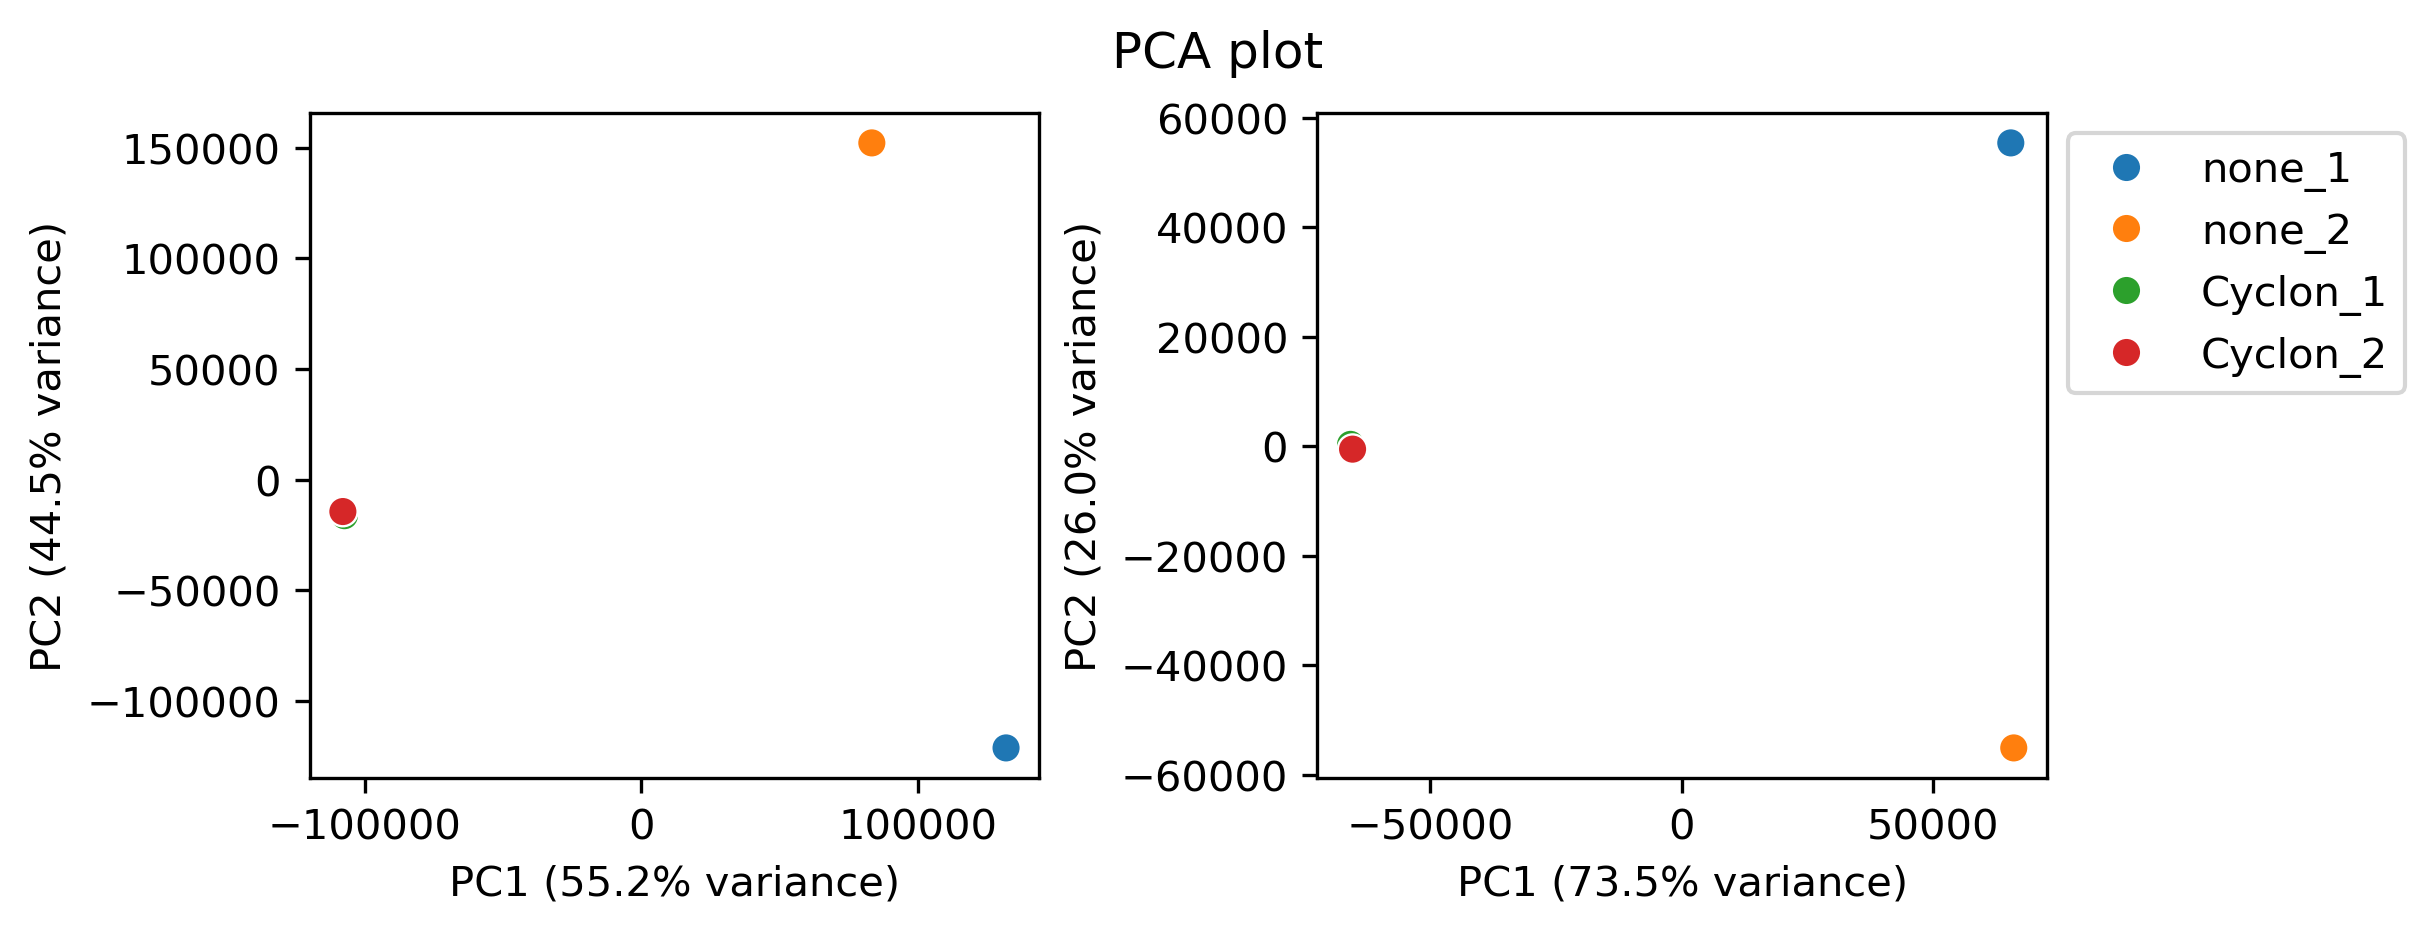 PCA plot
PC2 (44.5% variance)
150000
100000
50000
0
−50000
−100000
−100000 0 100000
PC1 (55.2% variance)
PC2 (26.0% variance)
60000
40000
20000
0
−20000
−40000
−60000
−50000 0 50000
PC1 (73.5% variance)
none_1
none_2
Cyclon_1
Cyclon_2